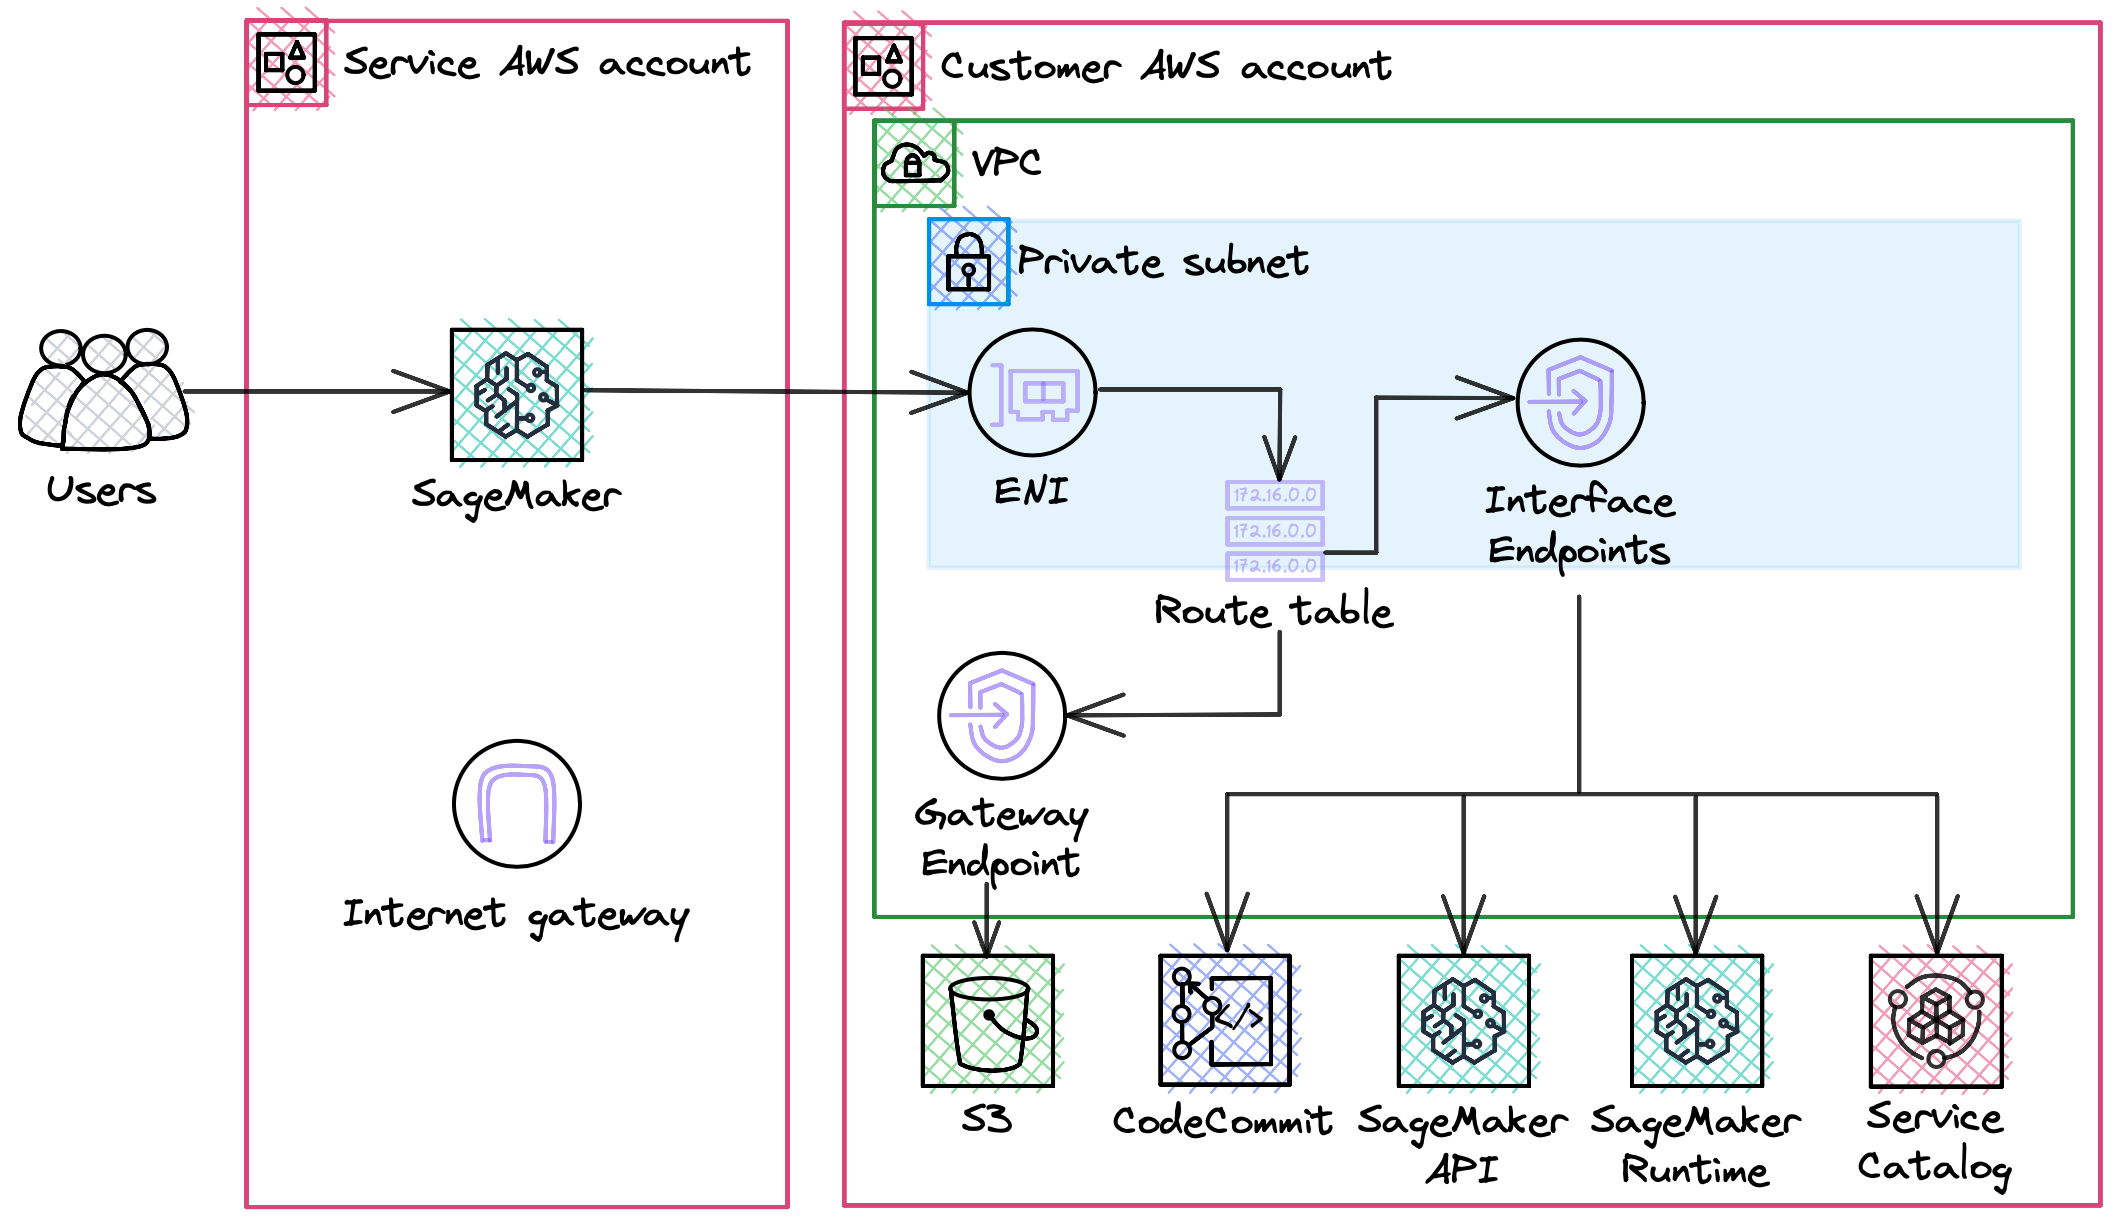 Service AWS account
Customer AWS account
VPC
Private subnet
Users
SageMaker
ENI
172.16.0.0
172.16.0.0
172.16.0.0
Interface
Endpoints
Route table
Gateway
Endpoint
Internet gateway
S3
CodeCommit
SageMaker
API
SageMaker
Runtime
Service
Catalog